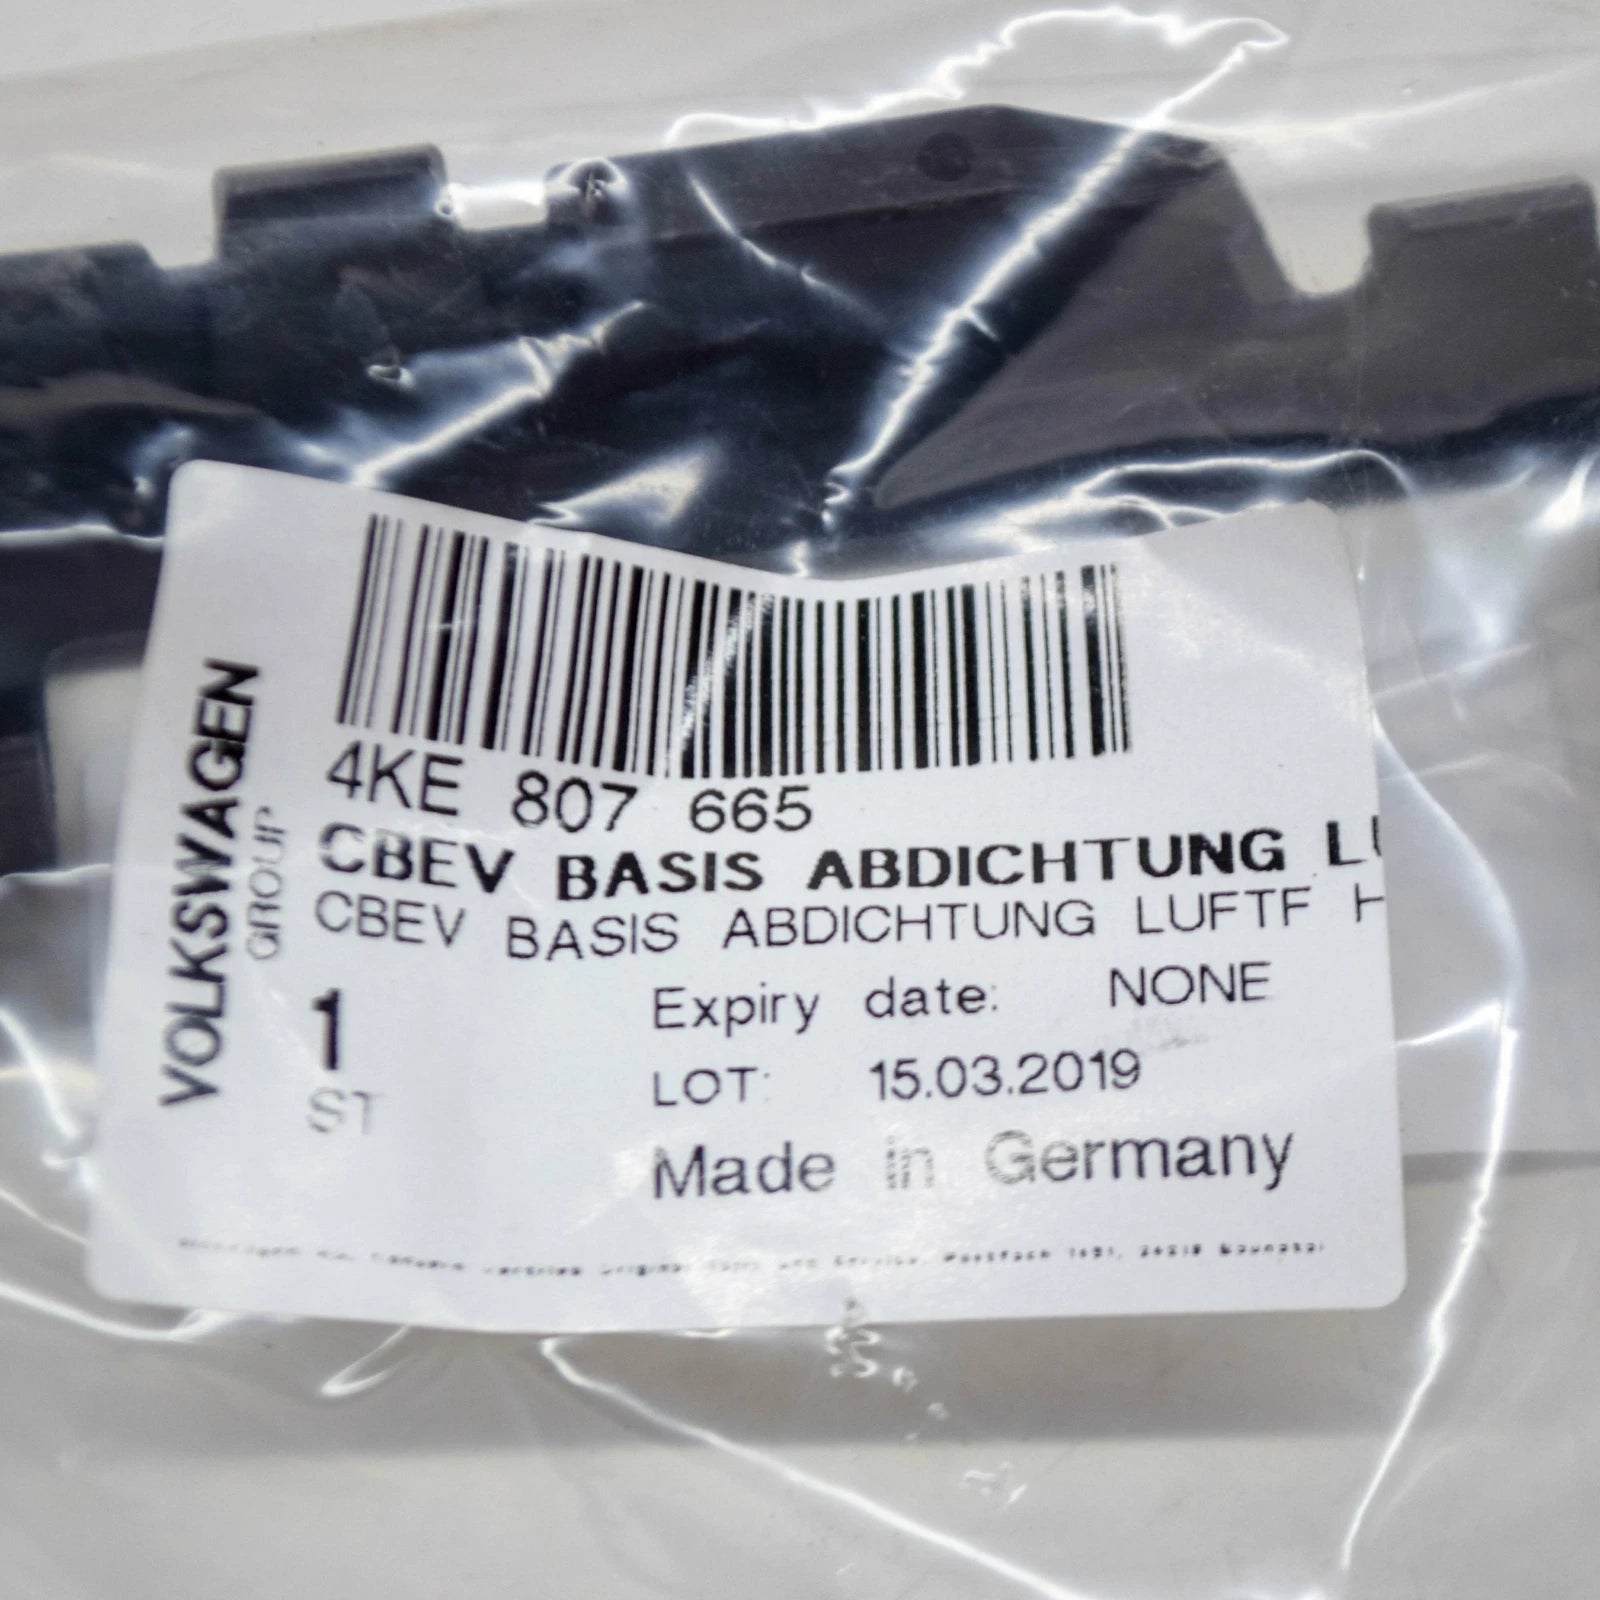 VOLKSWAGEN
GROUP
4KE 807 665
CBEV BASIS ABDICHTUNG
CBEV BASIS ABDICHTUNG LUFTF H
1
ST
Expiry date: NONE
LOT: 15.03.2019
Made in Germany